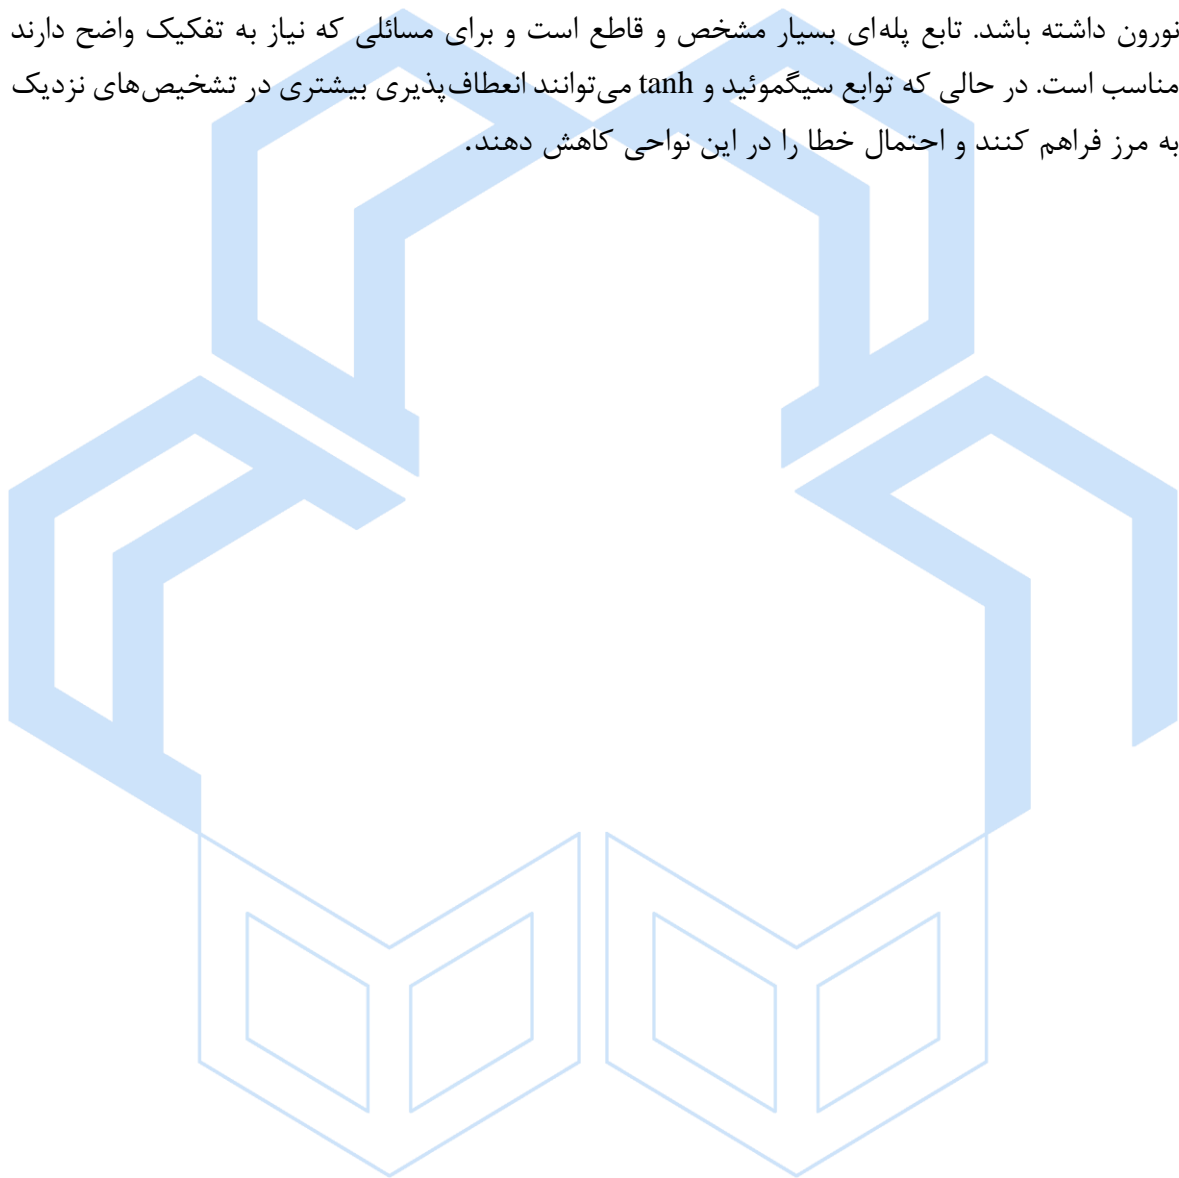 نورون داشته باشد. تابع پله‌ای بسیار مشخص و قاطع است و برای مسائلی که نیاز به تفکیک واضح دارند
مناسب است. در حالی که توابع سیگموئید و tanh می‌توانند انعطاف‌پذیری بیشتری در تشخیص‌های نزدیک
به مرز فراهم کنند و احتمال خطا را در این نواحی کاهش دهند.